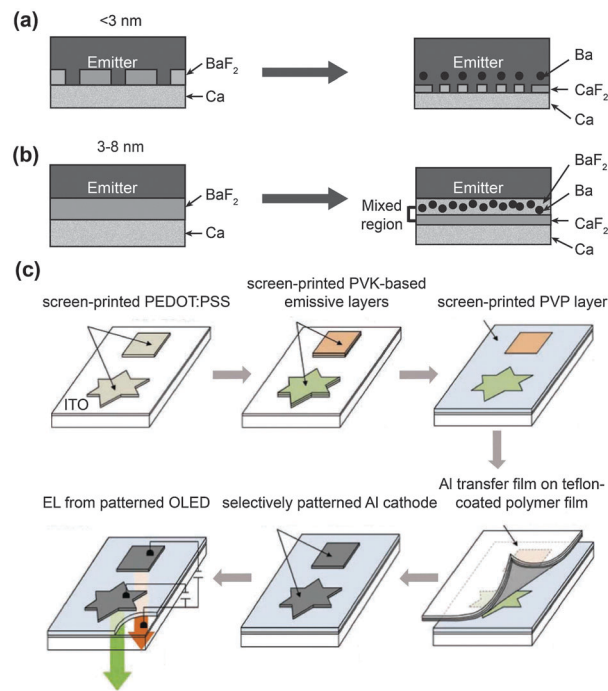 (a)
<3 nm
Emitter
BaF₂
Ca
Ba
CaF₂
Ca
(b)
3-8 nm
Emitter
BaF₂
Ca
Emitter
Mixed
region
BaF₂
Ba
CaF₂
Ca
(c)
screen-printed PEDOT:PSS
ITO
screen-printed PVK-based
emissive layers
screen-printed PVP layer
Al transfer film on teflon-
coated polymer film
selectively patterned Al cathode
EL from patterned OLED